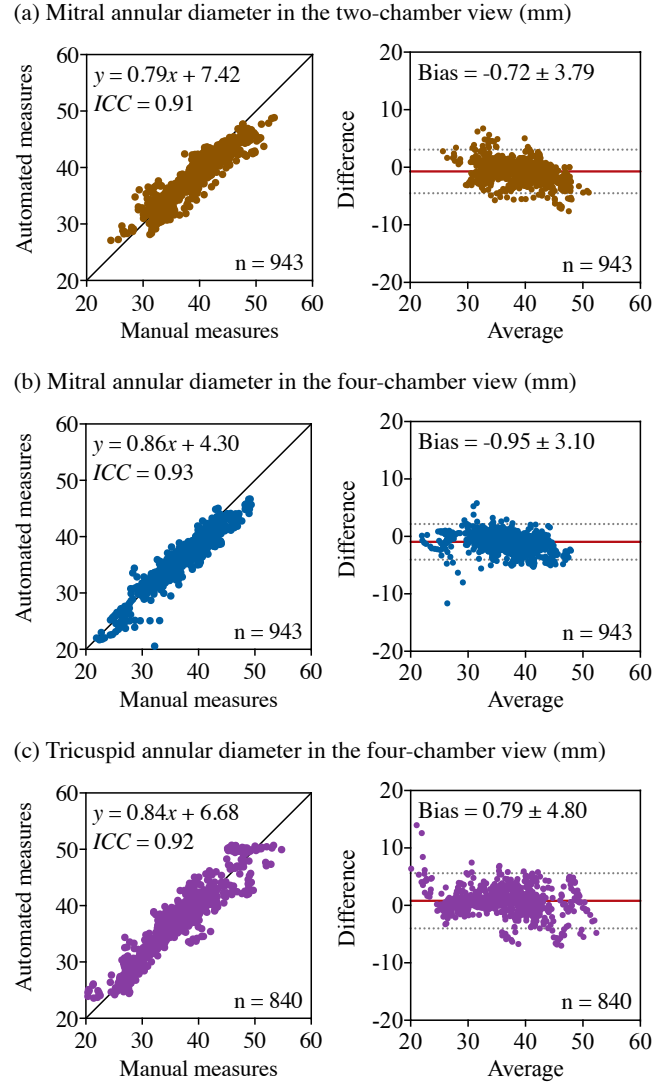 (a) Mitral annular diameter in the two-chamber view (mm)
y = 0.79x + 7.42
ICC = 0.91
n = 943
60
50
40
30
20
20 30 40 50 60
Automated measures
Manual measures
Bias = -0.72 ± 3.79
n = 943
20
10
0
-10
-20
20 30 40 50 60
Difference
Average
(b) Mitral annular diameter in the four-chamber view (mm)
y = 0.86x + 4.30
ICC = 0.93
n = 943
60
50
40
30
20
20 30 40 50 60
Automated measures
Manual measures
Bias = -0.95 ± 3.10
n = 943
20
10
0
-10
-20
20 30 40 50 60
Difference
Average
(c) Tricuspid annular diameter in the four-chamber view (mm)
y = 0.84x + 6.68
ICC = 0.92
n = 840
60
50
40
30
20
20 30 40 50 60
Automated measures
Manual measures
Bias = 0.79 ± 4.80
n = 840
20
10
0
-10
-20
20 30 40 50 60
Difference
Average